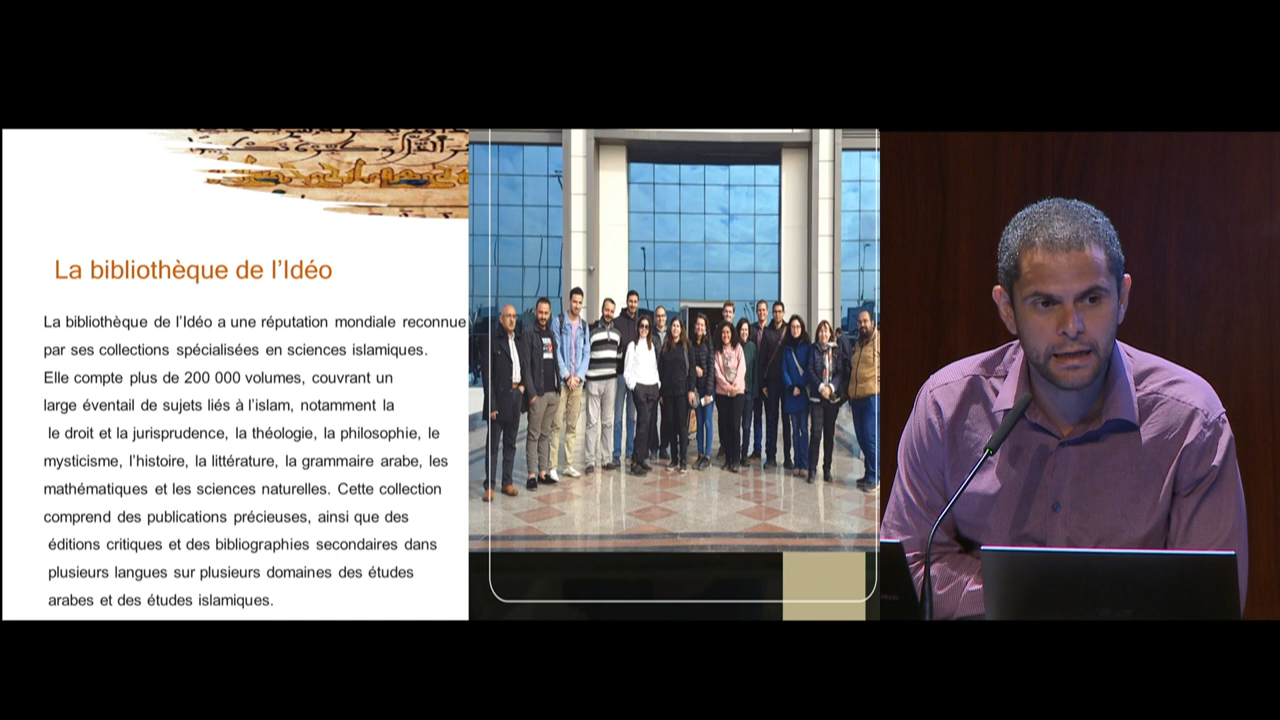 La bibliothèque de l’Idéo
La bibliothèque de l’Idéo a une réputation mondiale reconnue
par ses collections spécialisées en sciences islamiques.
Elle compte plus de 200 000 volumes, couvrant un
large éventail de sujets liés à l’islam, notamment la
le droit et la jurisprudence, la théologie, la philosophie, le
mysticisme, l’histoire, la littérature, la grammaire arabe, les
mathématiques et les sciences naturelles. Cette collection
comprend des publications précieuses, ainsi que des
éditions critiques et des bibliographies secondaires dans
plusieurs langues sur plusieurs domaines des études
arabes et des études islamiques.